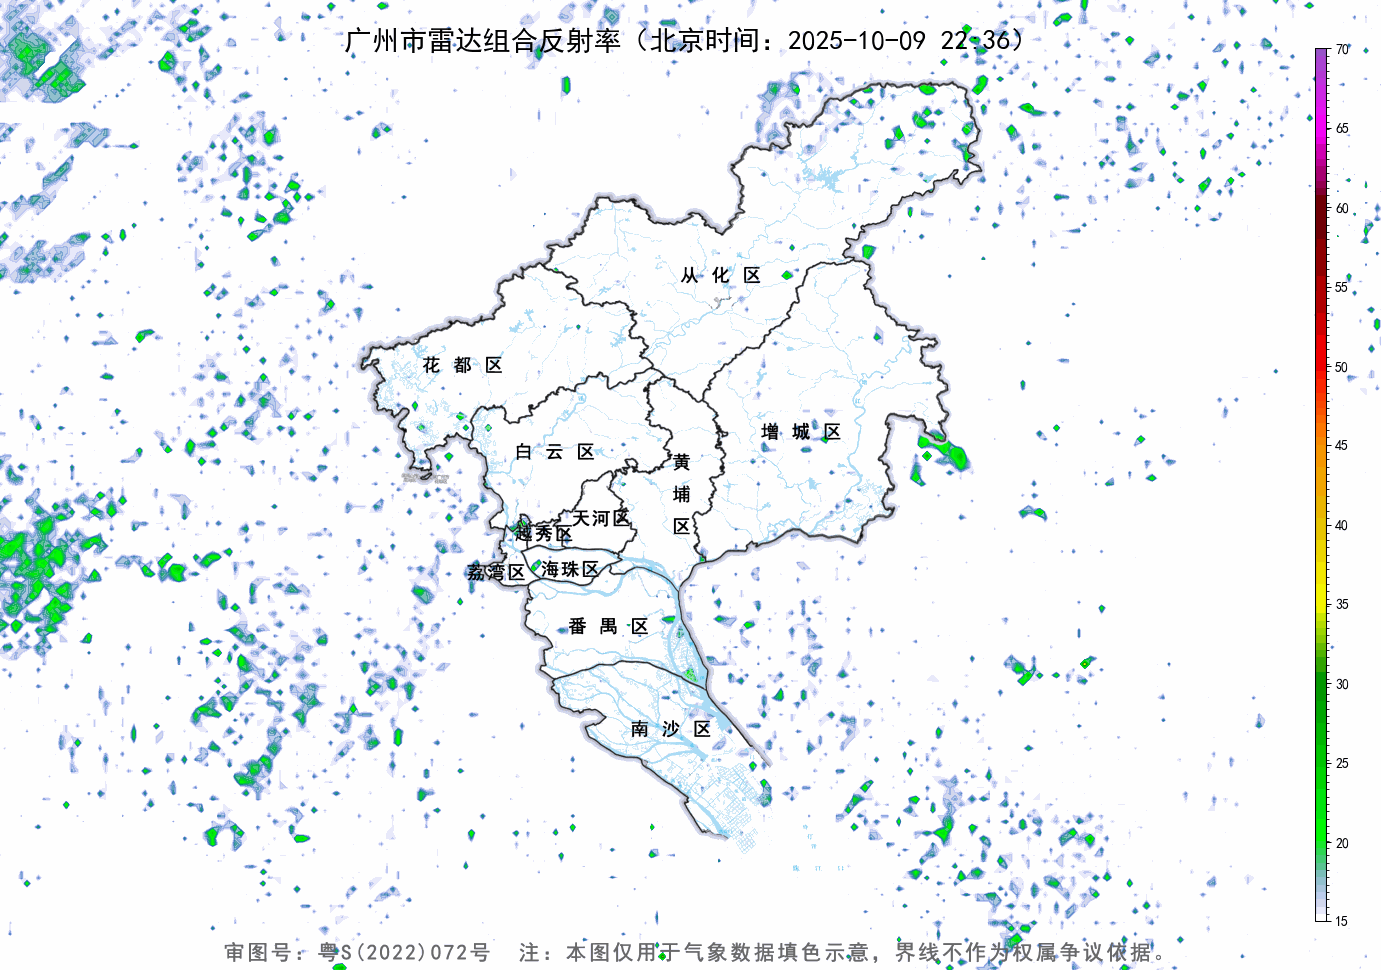 广州市雷达组合反射率（北京时间：2025-10-09 22:36）
70
65
60
55
50
45
40
35
30
25
20
15
从化区
花都区
增城区
白云区
黄埔区
天河区
越秀区
海珠区
荔湾区
番禺区
南沙区
审图号：粤S(2022)072号 注：本图仅用于气象数据填色示意，界线不作为权属争议依据。